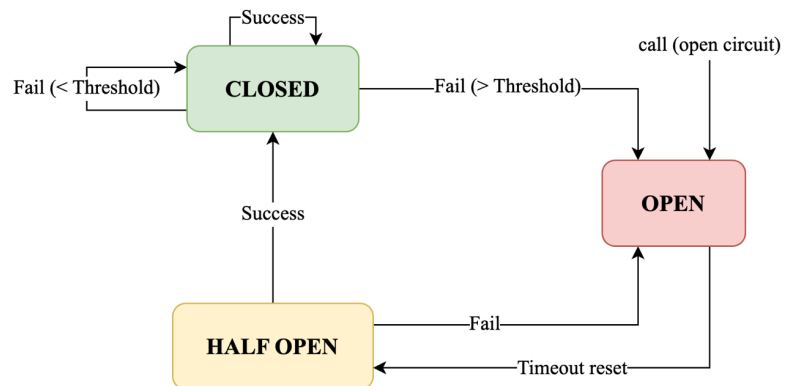 Success
call (open circuit)
Fail (< Threshold)
CLOSED
Fail (> Threshold)
OPEN
Success
Fail
HALF OPEN
Timeout reset